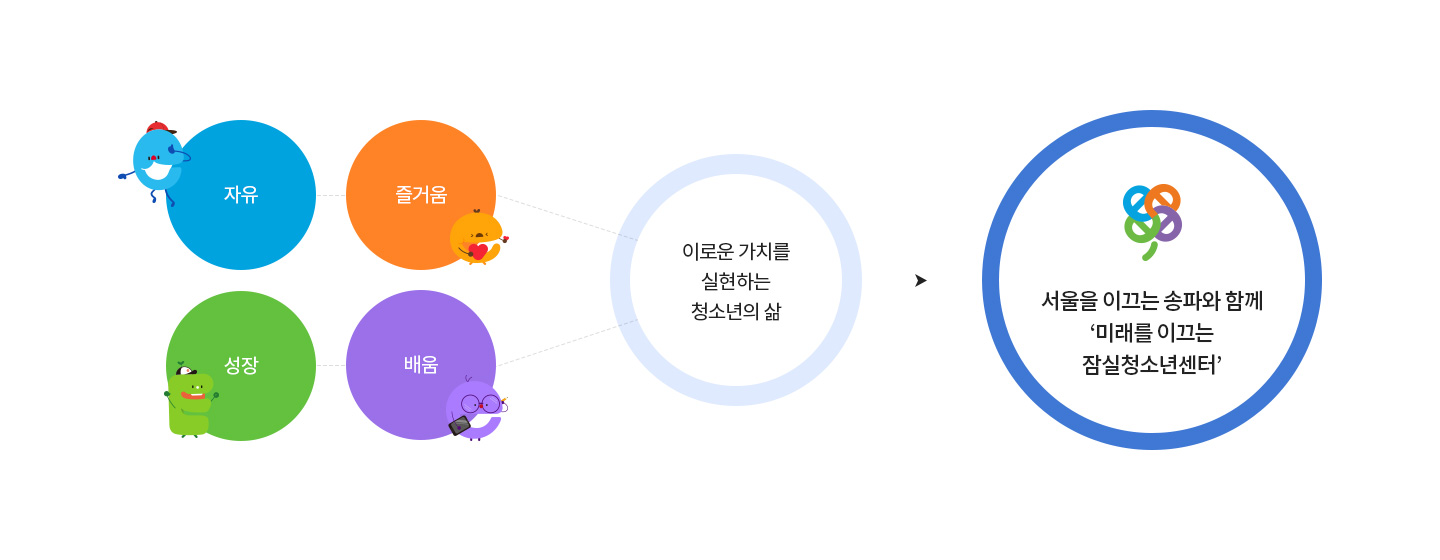 자유
즐거움
성장
배움
이로운 가치를
실현하는
청소년의 삶
서울을 이끄는 송파와 함께
‘미래를 이끄는
잠실청소년센터’